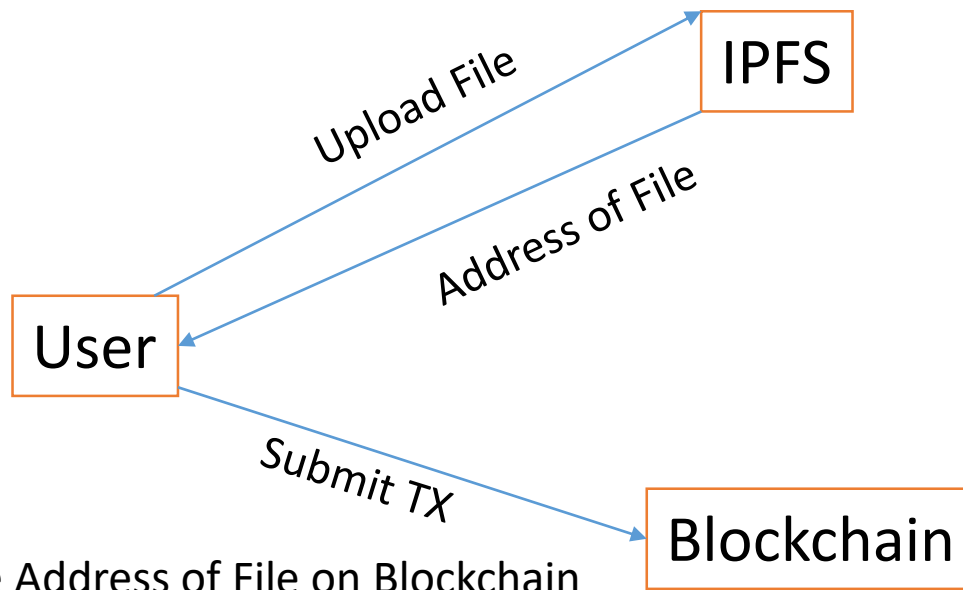 IPFS
Upload File
Address of File
User
Submit TX
Blockchain
Address of File on Blockchain